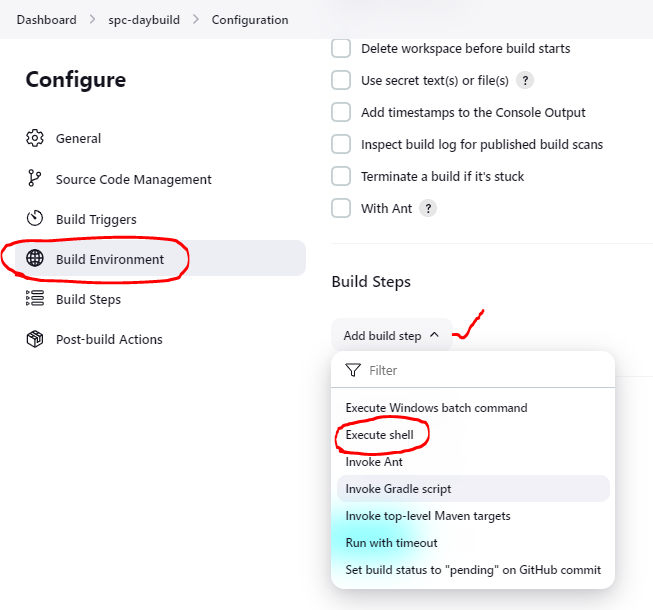 Dashboard > spc-daybuild > Configuration
Configure
General
Source Code Management
Build Triggers
Build Environment
Build Steps
Post-build Actions
Delete workspace before build starts
Use secret text(s) or file(s) ?
Add timestamps to the Console Output
Inspect build log for published build scans
Terminate a build if it's stuck
With Ant ?
Build Steps
Add build step
Filter
Execute Windows batch command
Execute shell
Invoke Ant
Invoke Gradle script
Invoke top-level Maven targets
Run with timeout
Set build status to "pending" on GitHub commit